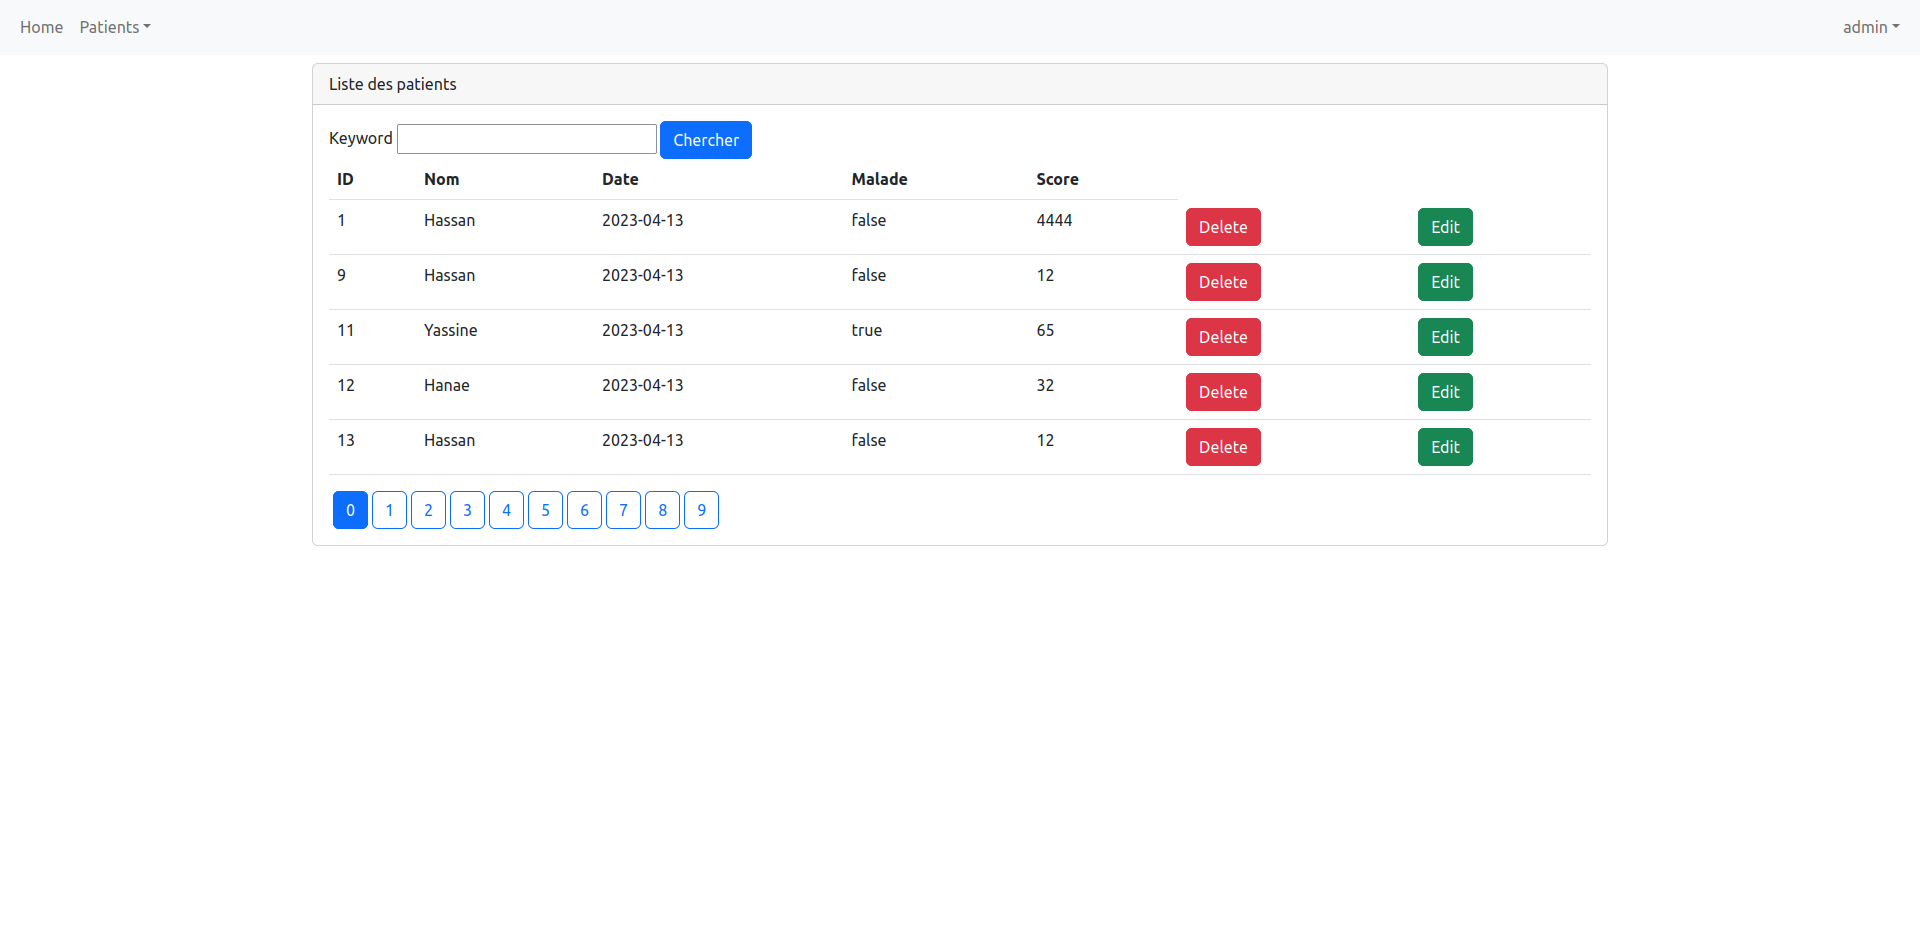 Home Patients admin
Liste des patients
Keyword Chercher
ID Nom Date Malade Score
1 Hassan 2023-04-13 false 4444 Delete Edit
9 Hassan 2023-04-13 false 12 Delete Edit
11 Yassine 2023-04-13 true 65 Delete Edit
12 Hanae 2023-04-13 false 32 Delete Edit
13 Hassan 2023-04-13 false 12 Delete Edit
0 1 2 3 4 5 6 7 8 9